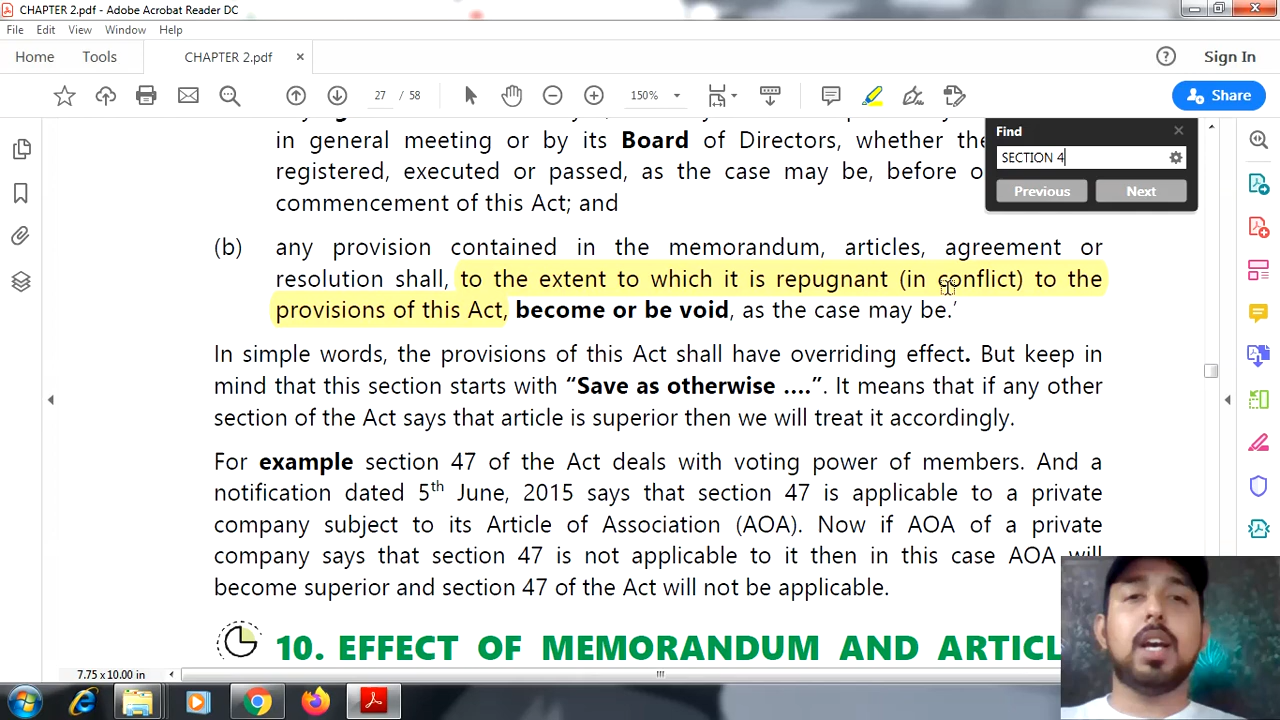 CHAPTER 2.pdf - Adobe Acrobat Reader DC
File Edit View Window Help
Home Tools CHAPTER 2.pdf × Sign In
27 / 58 150% Share
Find
SECTION 4
Previous Next
in general meeting or by its Board of Directors, whether the
registered, executed or passed, as the case may be, before o
commencement of this Act; and
(b) any provision contained in the memorandum, articles, agreement or
resolution shall, to the extent to which it is repugnant (in conflict) to the
provisions of this Act, become or be void, as the case may be.’
In simple words, the provisions of this Act shall have overriding effect. But keep in
mind that this section starts with “Save as otherwise ....”. It means that if any other
section of the Act says that article is superior then we will treat it accordingly.
For example section 47 of the Act deals with voting power of members. And a
notification dated 5th June, 2015 says that section 47 is applicable to a private
company subject to its Article of Association (AOA). Now if AOA of a private
company says that section 47 is not applicable to it then in this case AOA will
become superior and section 47 of the Act will not be applicable.
10. EFFECT OF MEMORANDUM AND ARTICL
7.75 x 10.00 in